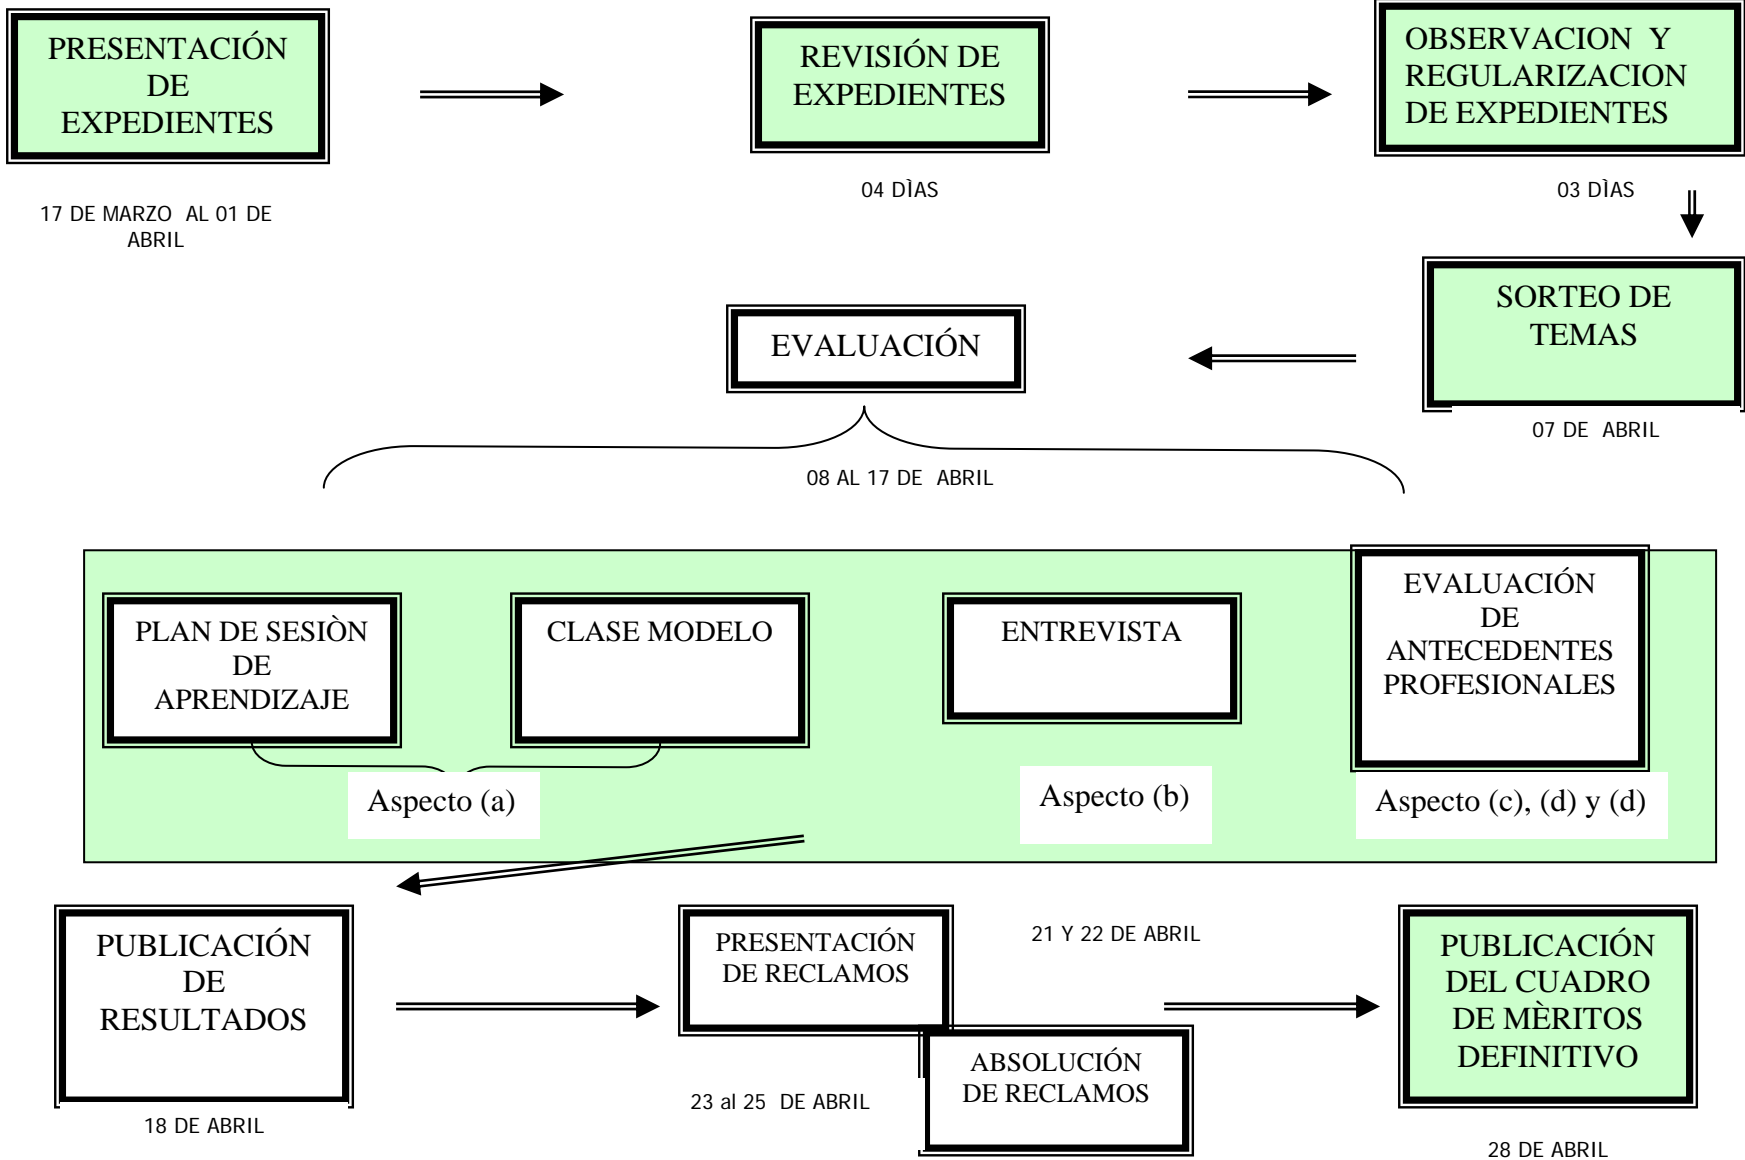 PRESENTACIÓN
DE
EXPEDIENTES
17 DE MARZO AL 01 DE
ABRIL
REVISIÓN DE
EXPEDIENTES
04 DÌAS
OBSERVACION Y
REGULARIZACION
DE EXPEDIENTES
03 DÌAS
SORTEO DE
TEMAS
07 DE ABRIL
EVALUACIÓN
08 AL 17 DE ABRIL
PLAN DE SESIÒN
DE
APRENDIZAJE
CLASE MODELO
Aspecto (a)
ENTREVISTA
Aspecto (b)
EVALUACIÓN
DE
ANTECEDENTES
PROFESIONALES
Aspecto (c), (d) y (d)
PUBLICACIÓN
DE
RESULTADOS
18 DE ABRIL
PRESENTACIÓN
DE RECLAMOS
21 Y 22 DE ABRIL
ABSOLUCIÓN
DE RECLAMOS
23 al 25 DE ABRIL
PUBLICACIÓN
DEL CUADRO
DE MÈRITOS
DEFINITIVO
28 DE ABRIL